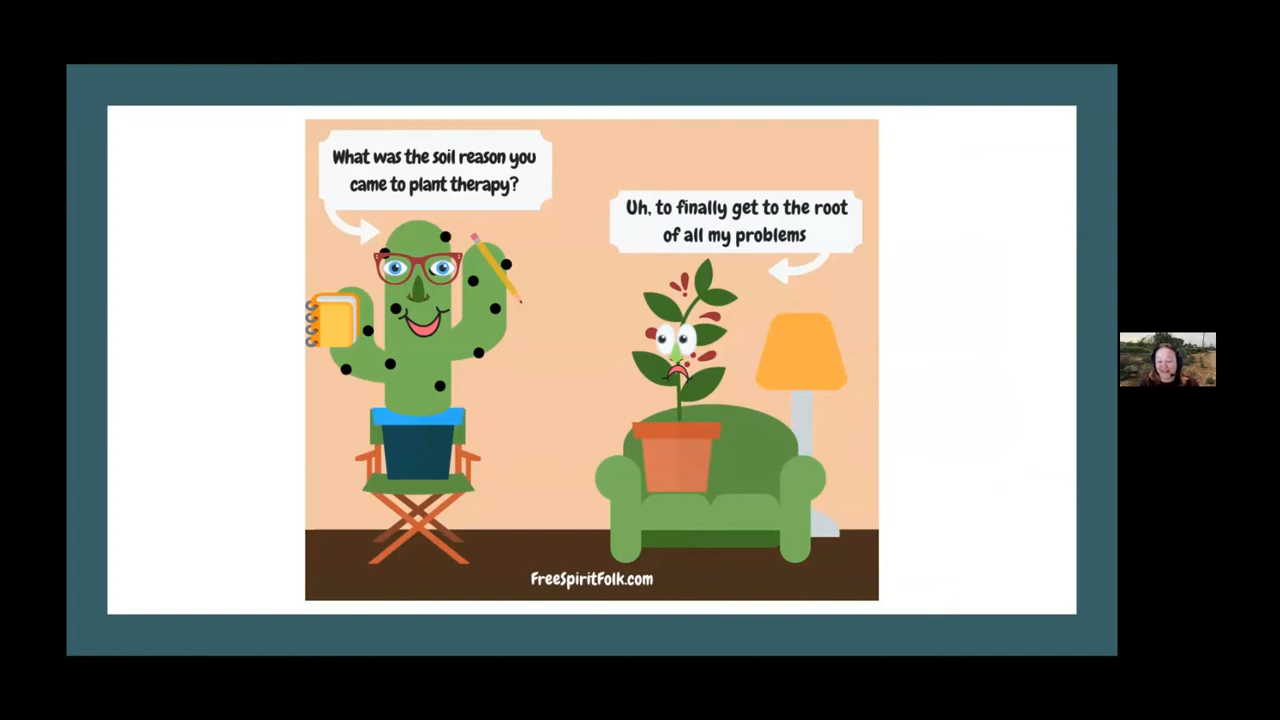 What was the soil reason you
came to plant therapy?
Uh, to finally get to the root
of all my problems
FreeSpiritFolk.com